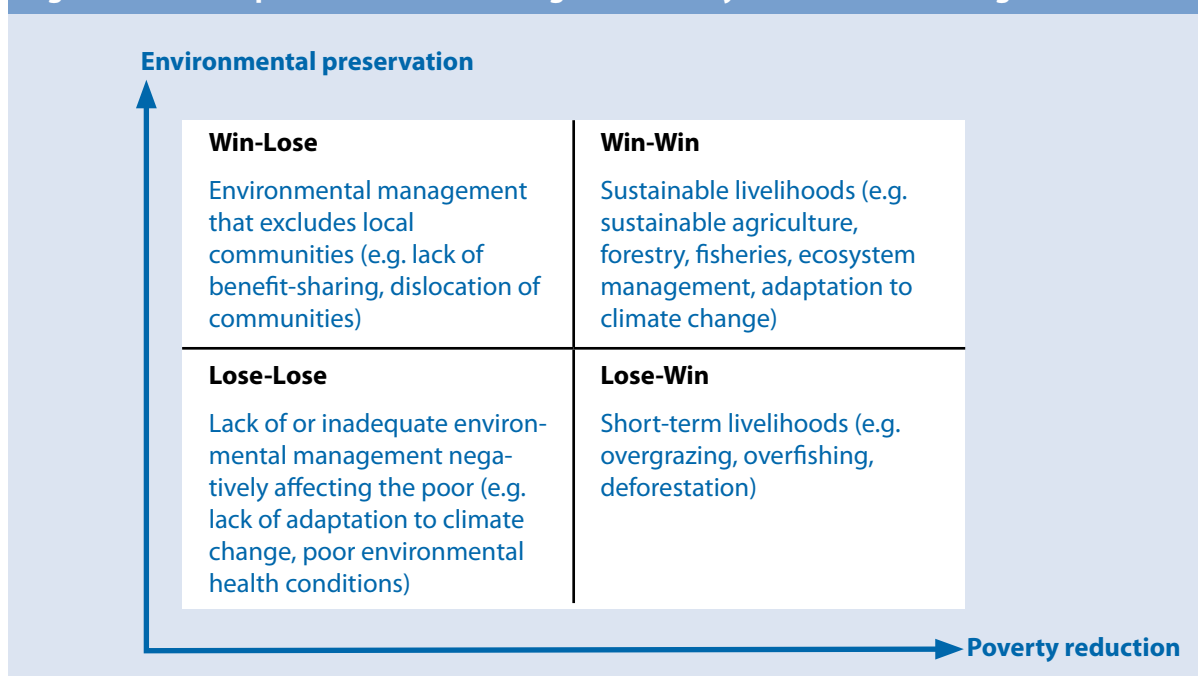 Environmental preservation
Win-Lose
Environmental management
that excludes local
communities (e.g. lack of
benefit-sharing, dislocation of
communities)
Win-Win
Sustainable livelihoods (e.g.
sustainable agriculture,
forestry, fisheries, ecosystem
management, adaptation to
climate change)
Lose-Lose
Lack of or inadequate environ-
mental management nega-
tively affecting the poor (e.g.
lack of adaptation to climate
change, poor environmental
health conditions)
Lose-Win
Short-term livelihoods (e.g.
overgrazing, overfishing,
deforestation)
Poverty reduction